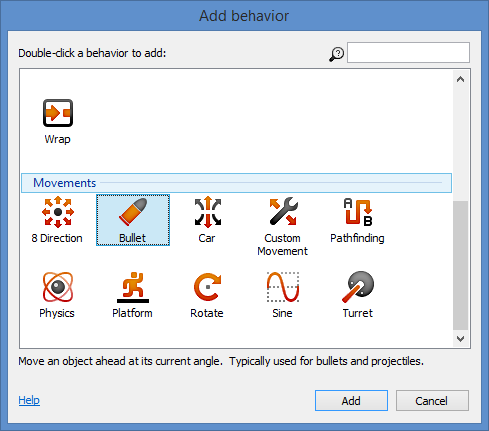 Add behavior
Double-click a behavior to add:
Wrap
Movements
8 Direction
Bullet
Car
Custom
Movement
Pathfinding
A
B
Physics
Platform
Rotate
Sine
Turret
Move an object ahead at its current angle. Typically used for bullets and projectiles.
Help
Add
Cancel